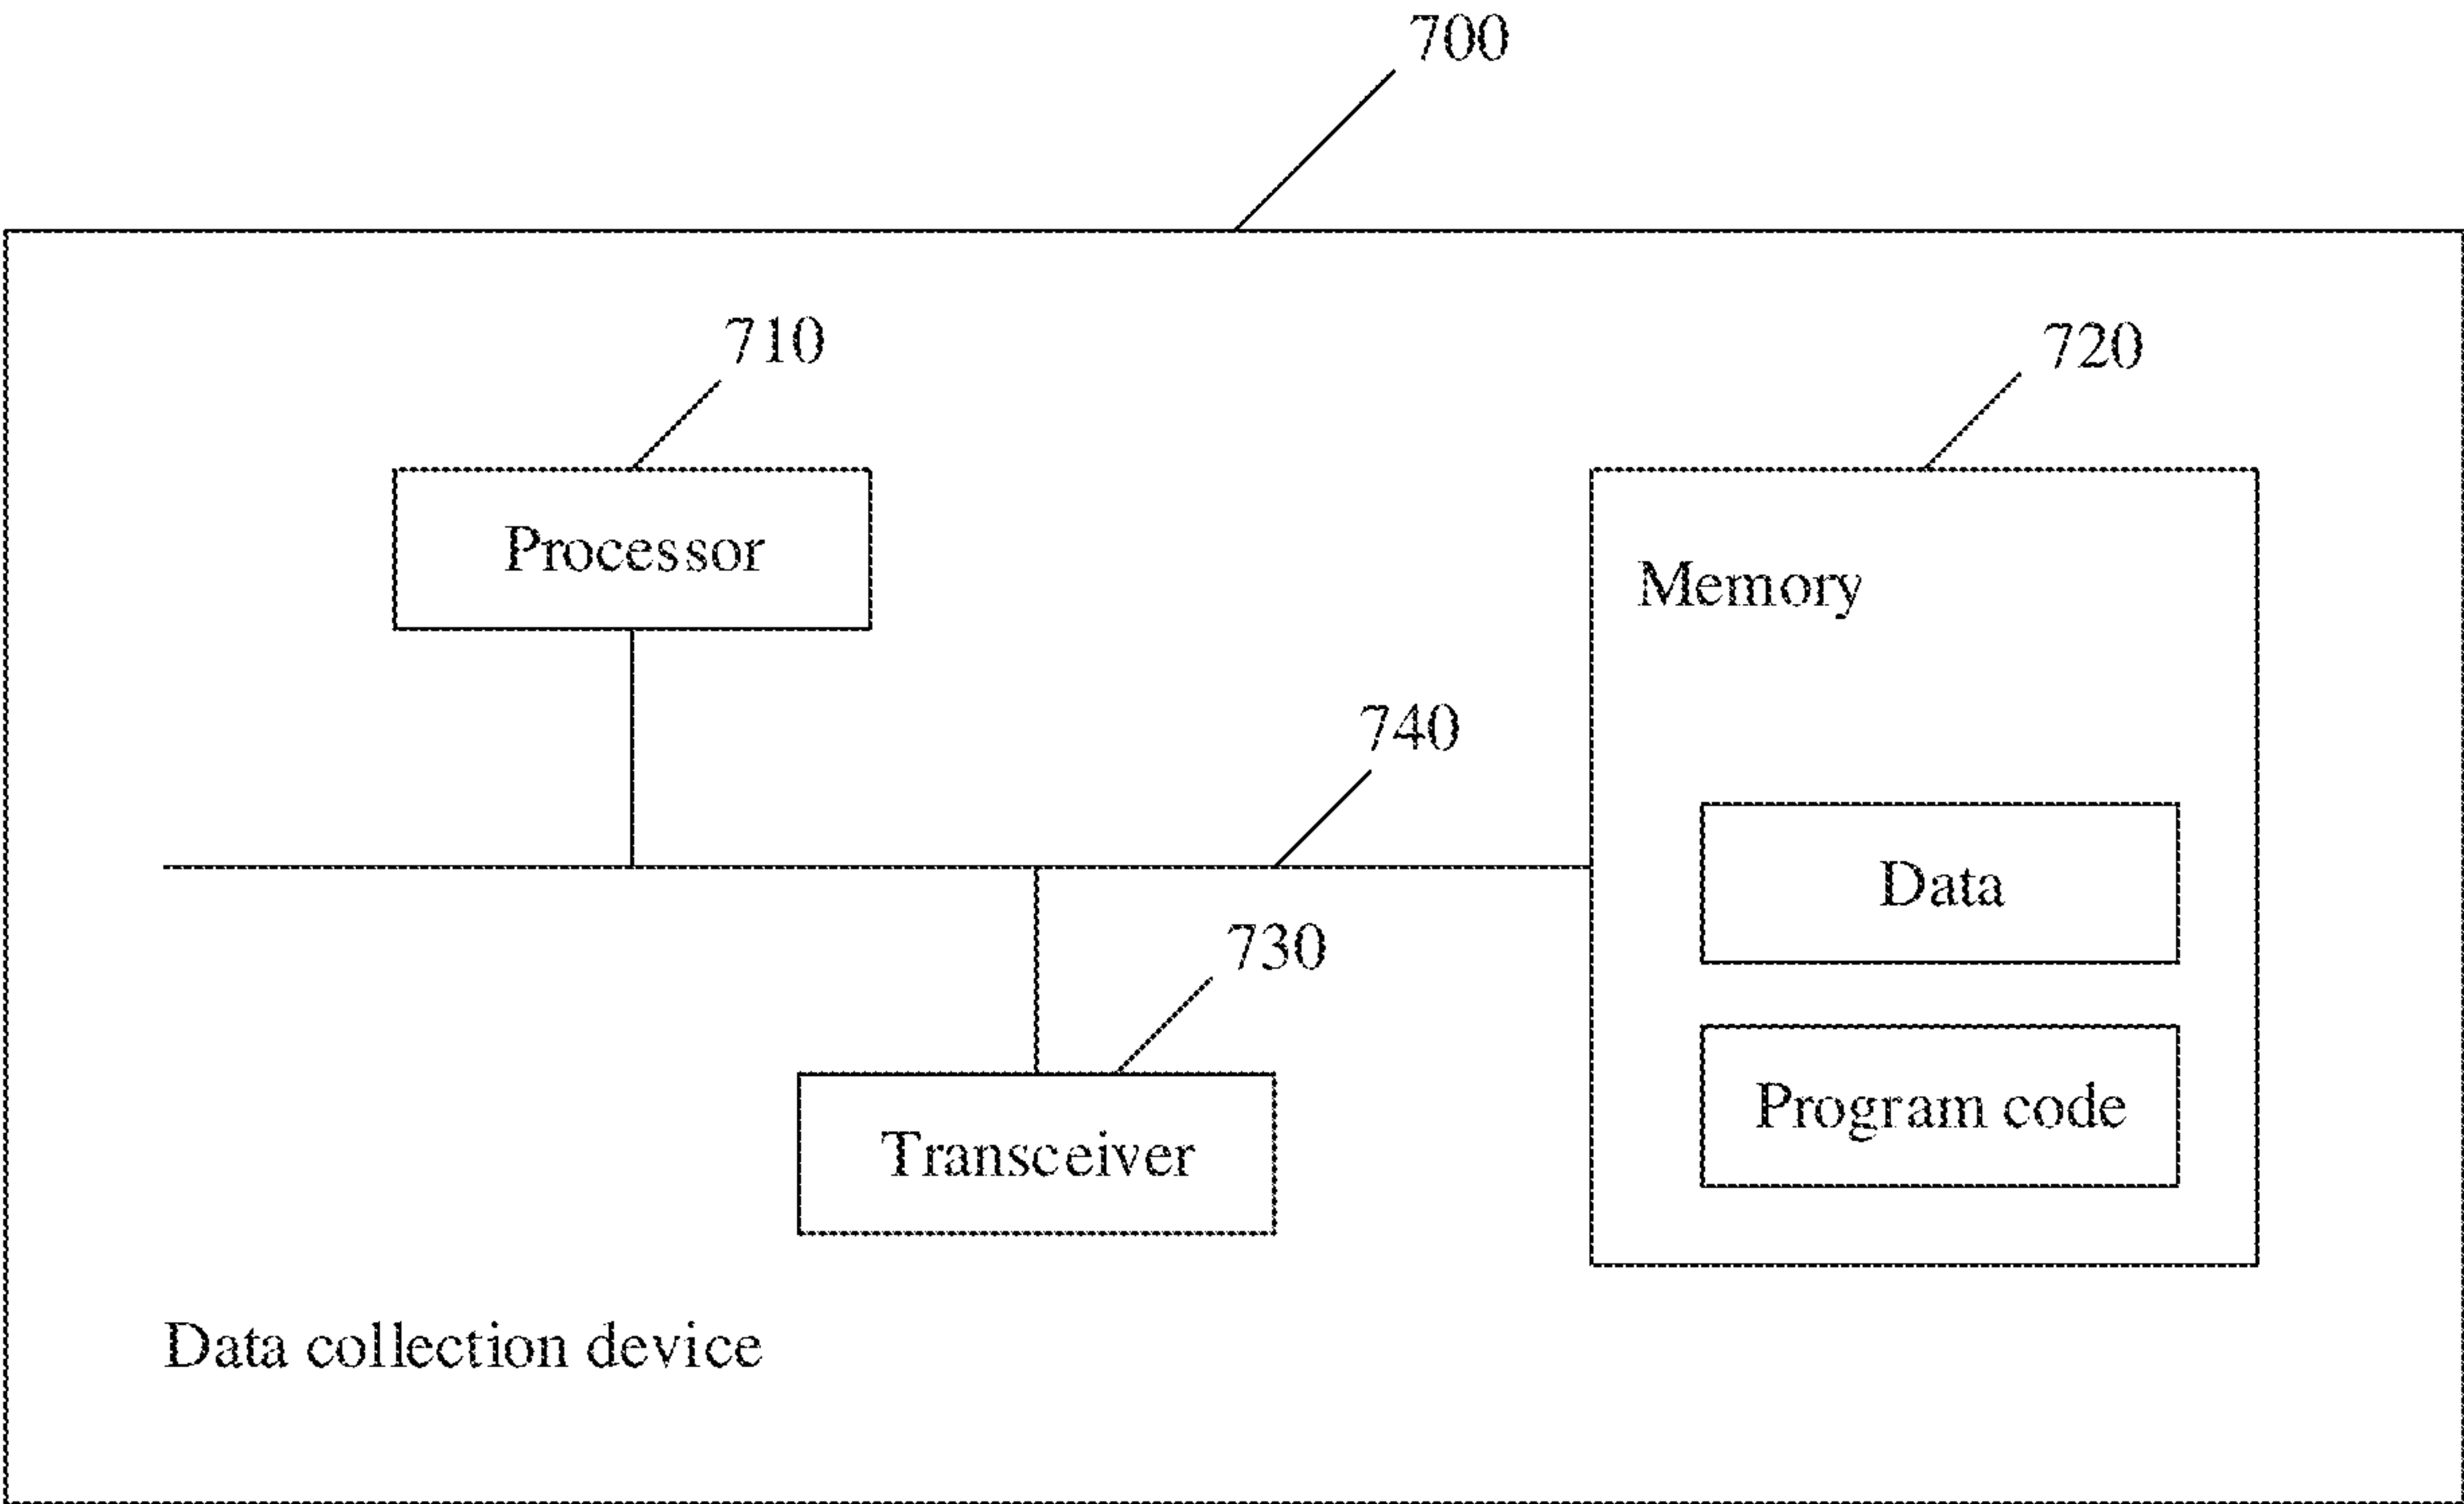 700
710
720
Processor
Memory
740
Data
730
Program code
Transceiver
Data collection device